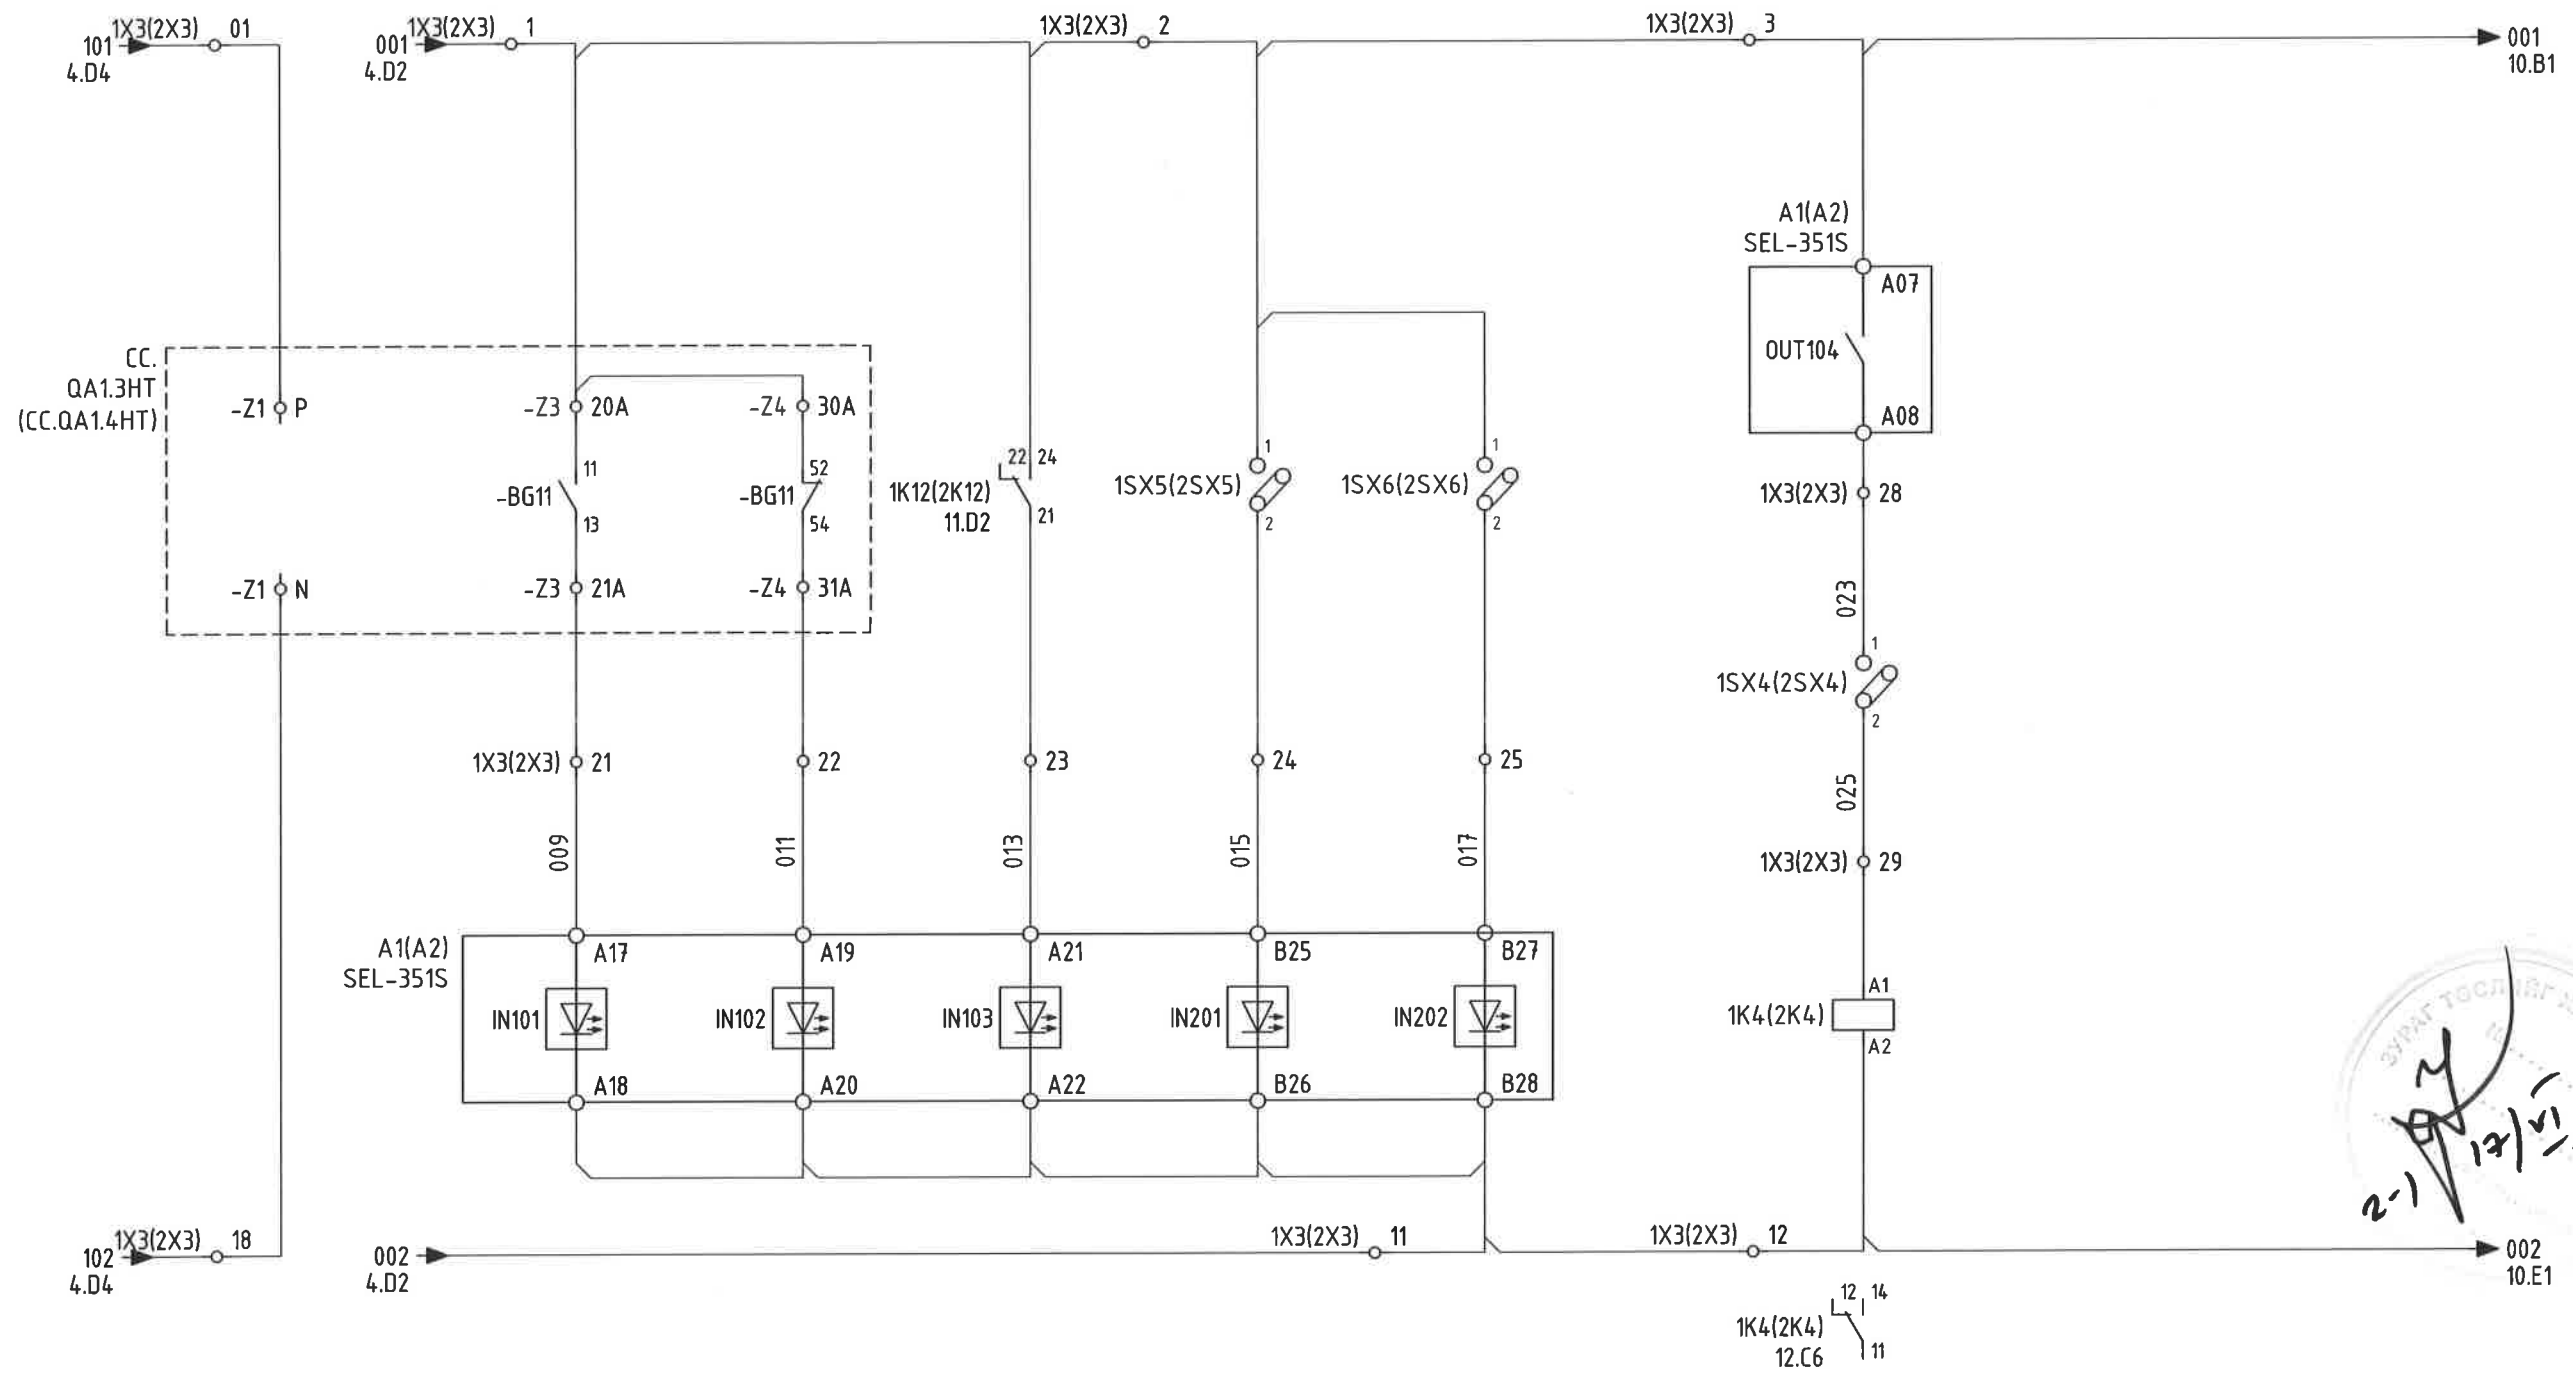 1X3(2X3) 01
101
4.D4
1X3(2X3) 1
001
4.D2
1X3(2X3) 2
1X3(2X3) 3
001
10.B1
A1(A2)
SEL-351S
A07
OUT104
A08
CC.
QA1.3HT
(CC.QA1.4HT)
-Z1 P
-Z3 20A
-Z4 30A
11
-BG11
13
52
-BG11
54
22 24
1K12(2K12)
11.D2
21
1
1SX5(2SX5)
2
1
1SX6(2SX6)
2
1X3(2X3) 28
-Z1 N
-Z3 21A
-Z4 31A
023
1
1SX4(2SX4)
2
1X3(2X3) 21
22
23
24
25
025
009
011
013
015
017
1X3(2X3) 29
A1(A2)
SEL-351S
A17
A19
A21
B25
B27
IN101
IN102
IN103
IN201
IN202
A18
A20
A22
B26
B28
A1
1K4(2K4)
A2
ЗУРАГ
17/VI
2-1
1X3(2X3) 18
102
4.D4
002
4.D2
1X3(2X3) 11
1X3(2X3) 12
002
10.E1
12 14
1K4(2K4)
12.C6
11